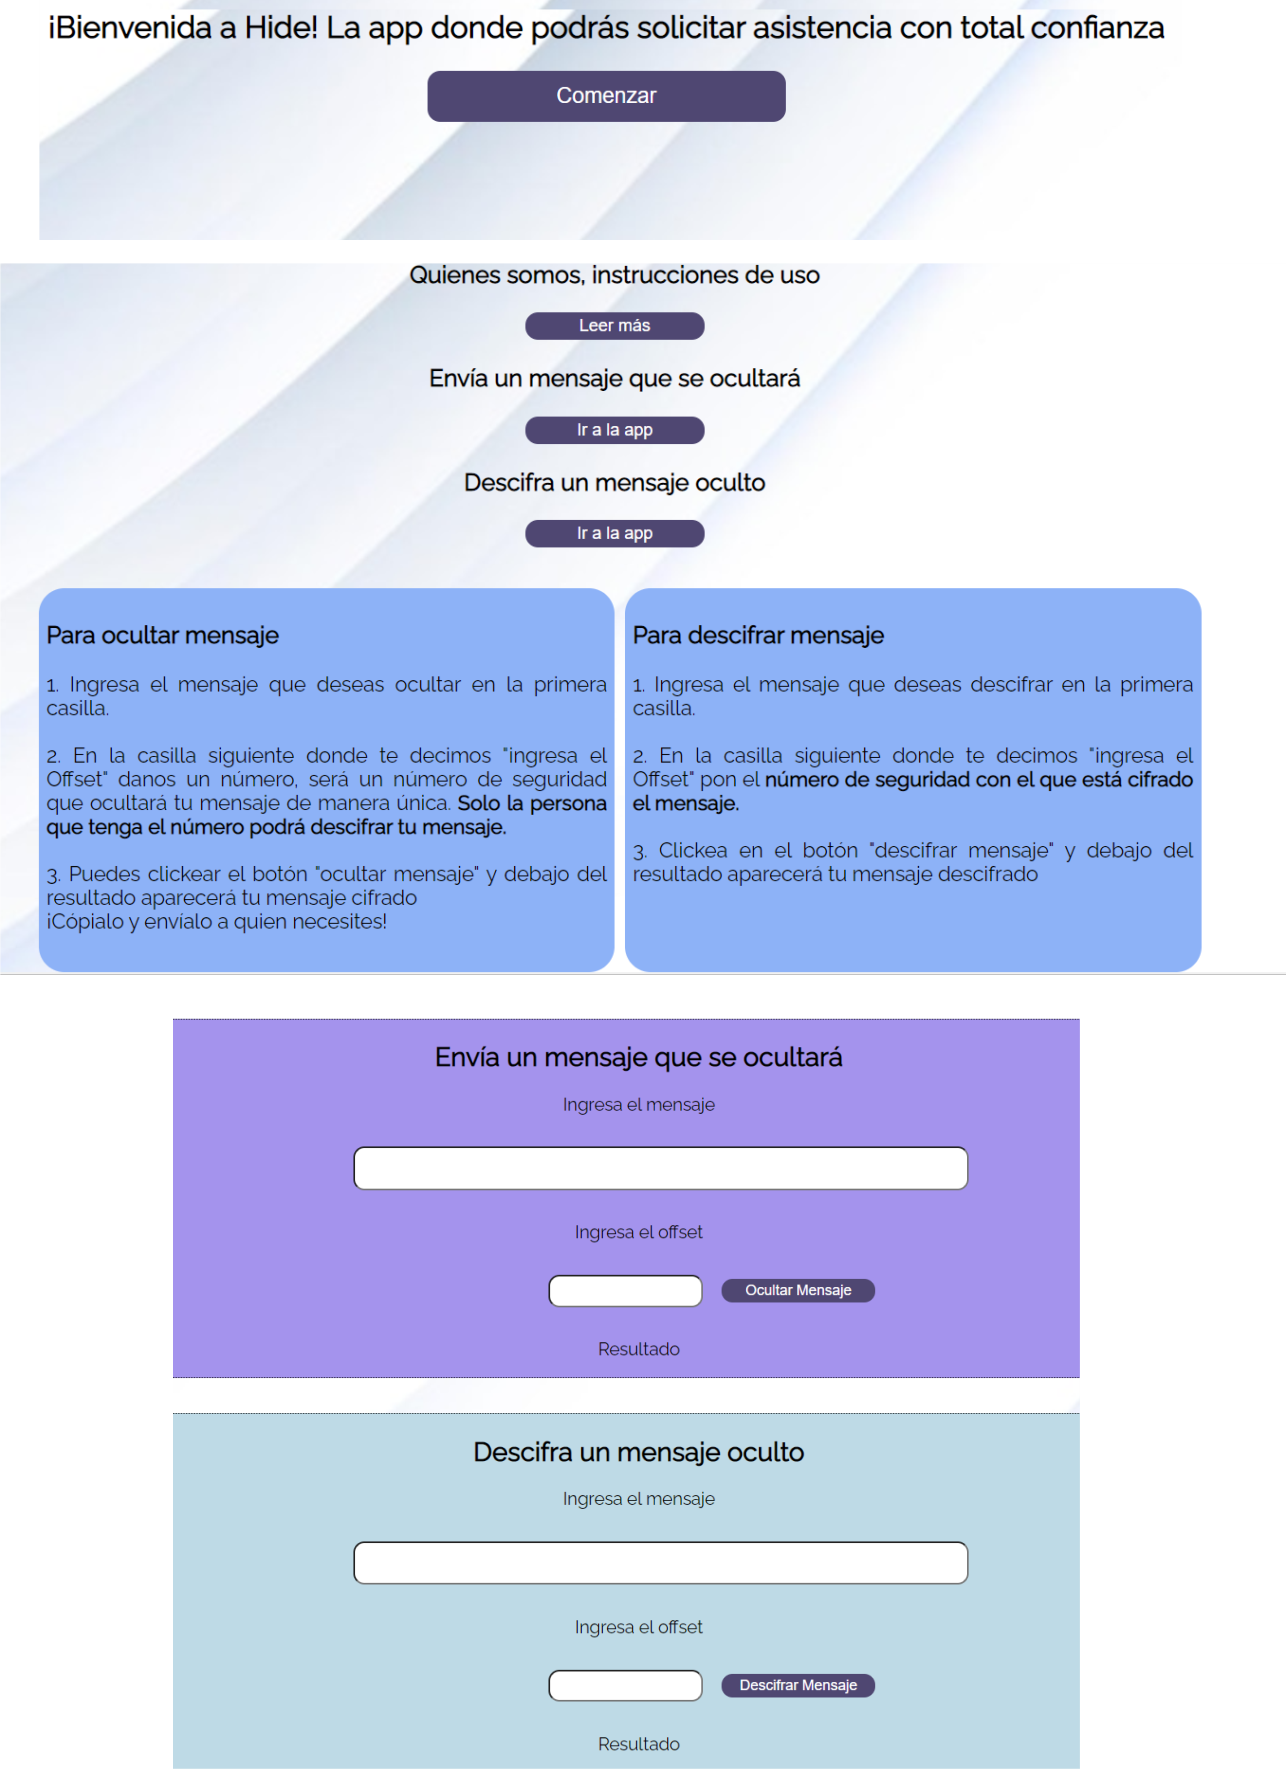 ¡Bienvenida a Hide! La app donde podrás solicitar asistencia con total confianza
Comenzar
Quienes somos, instrucciones de uso
Leer más
Envía un mensaje que se ocultará
Ir a la app
Descifra un mensaje oculto
Ir a la app
Para ocultar mensaje
1. Ingresa el mensaje que deseas ocultar en la primera
casilla.
2. En la casilla siguiente donde te decimos "ingresa el
Offset" danos un número, será un número de seguridad
que ocultará tu mensaje de manera única. Solo la persona
que tenga el número podrá descifrar tu mensaje.
3. Puedes clickear el botón "ocultar mensaje" y debajo del
resultado aparecerá tu mensaje cifrado
¡Cópialo y envíalo a quien necesites!
Para descifrar mensaje
1. Ingresa el mensaje que deseas descifrar en la primera
casilla.
2. En la casilla siguiente donde te decimos "ingresa el
Offset" pon el número de seguridad con el que está cifrado
el mensaje.
3. Clickea en el botón "descifrar mensaje" y debajo del
resultado aparecerá tu mensaje descifrado
Envía un mensaje que se ocultará
Ingresa el mensaje
Ingresa el offset
Ocultar Mensaje
Resultado
Descifra un mensaje oculto
Ingresa el mensaje
Ingresa el offset
Descifrar Mensaje
Resultado